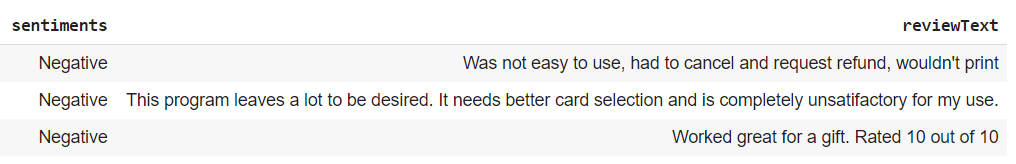 sentiments reviewText
Negative Was not easy to use, had to cancel and request refund, wouldn't print
Negative This program leaves a lot to be desired. It needs better card selection and is completely unsatifactory for my use.
Negative Worked great for a gift. Rated 10 out of 10